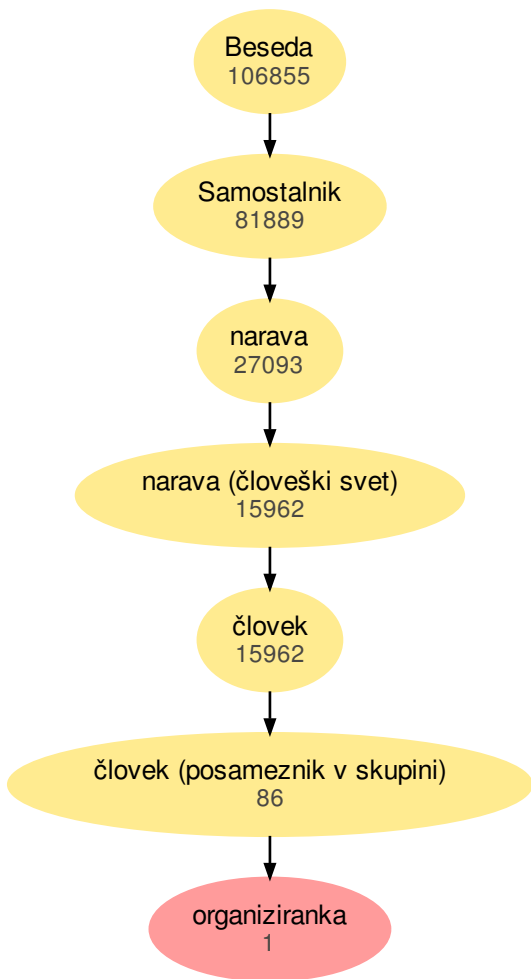 Beseda
106855
Samostalnik
81889
narava
27093
narava (človeški svet)
15962
človek
15962
človek (posameznik v skupini)
86
organiziranka
1